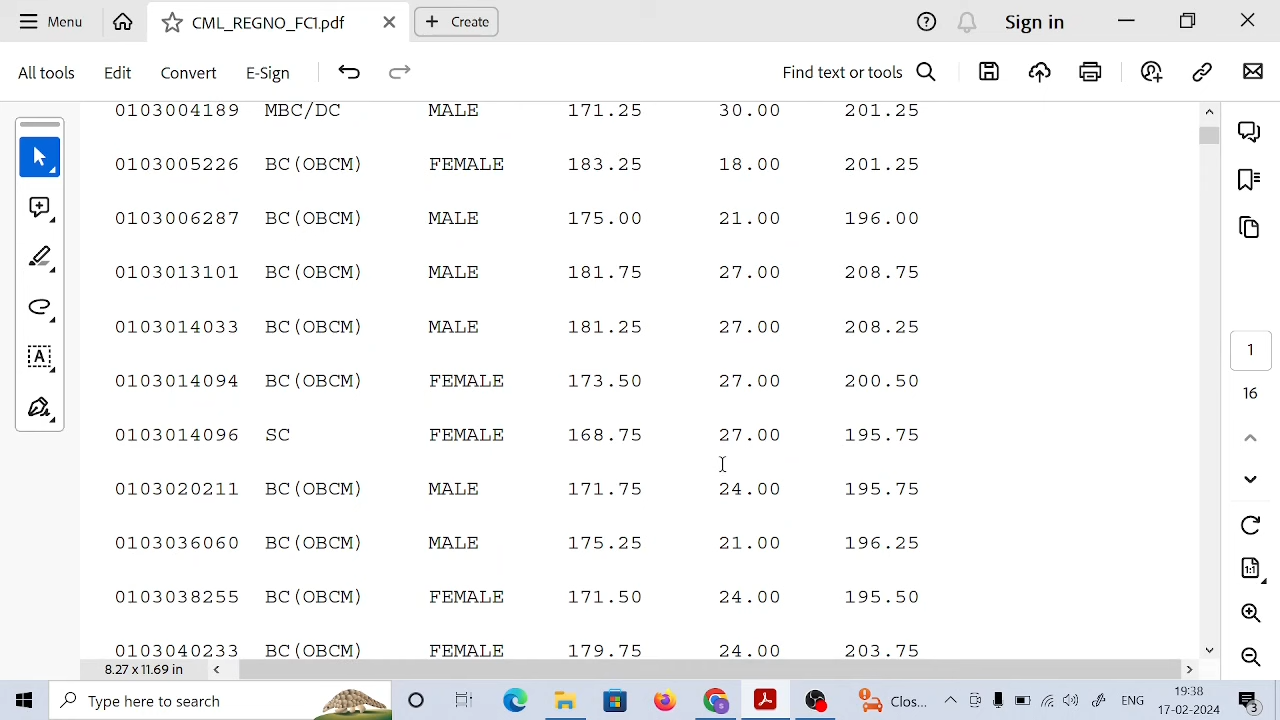 Menu CML_REGNO_FC1.pdf Create Sign in
All tools Edit Convert E-Sign Find text or tools
0103004189 MBC/DC MALE 171.25 30.00 201.25
0103005226 BC(OBCM) FEMALE 183.25 18.00 201.25
0103006287 BC(OBCM) MALE 175.00 21.00 196.00
0103013101 BC(OBCM) MALE 181.75 27.00 208.75
0103014033 BC(OBCM) MALE 181.25 27.00 208.25
0103014094 BC(OBCM) FEMALE 173.50 27.00 200.50
0103014096 SC FEMALE 168.75 27.00 195.75
0103020211 BC(OBCM) MALE 171.75 24.00 195.75
0103036060 BC(OBCM) MALE 175.25 21.00 196.25
0103038255 BC(OBCM) FEMALE 171.50 24.00 195.50
0103040233 BC(OBCM) FEMALE 179.75 24.00 203.75
A
1
16
1:1
8.27 x 11.69 in
Type here to search Clos... ENG 19:38
17-02-2024 3